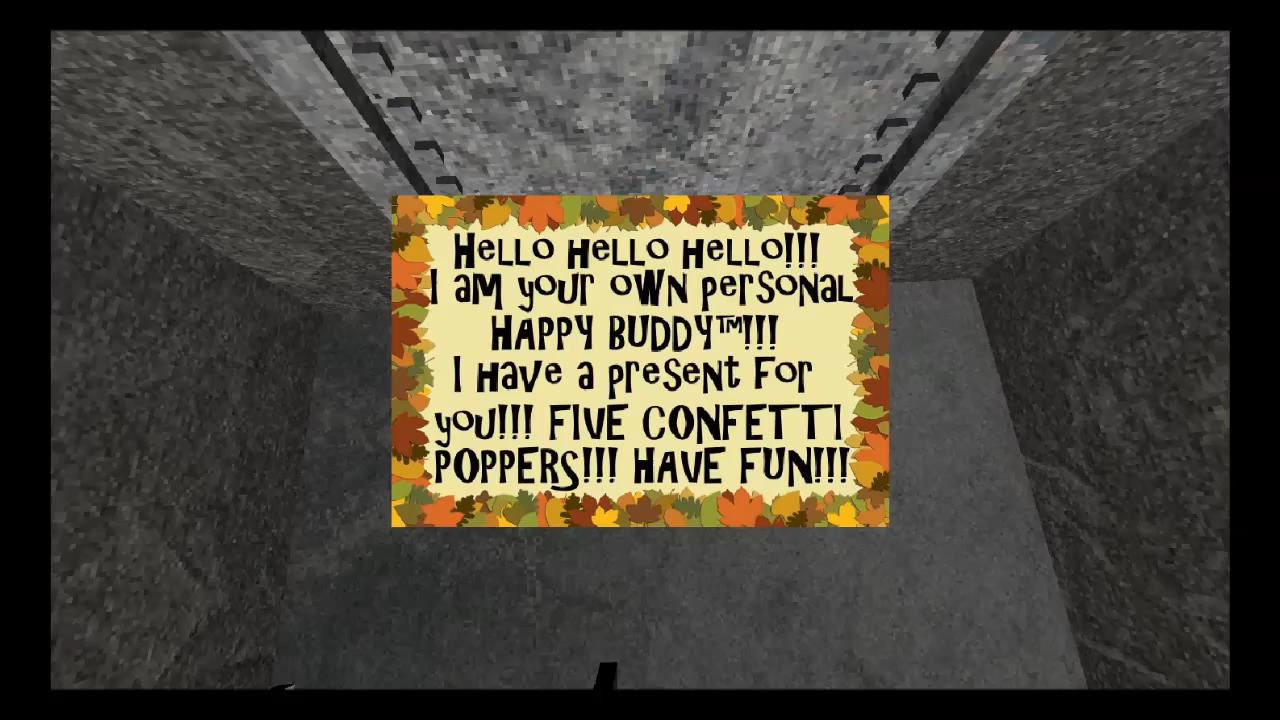 Hello Hello Hello!!!
I am your own personal
HAPPY BUDDY™!!!
I Have a present For
you!!! FIVE CONFETTI
POPPERS!!! HAVE FUN!!!